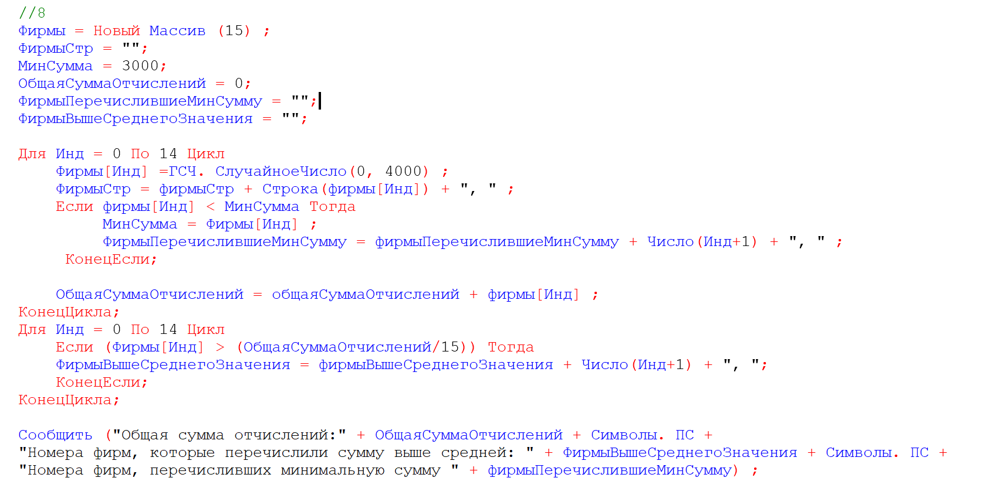 //8
Фирмы = Новый Массив (15) ;
ФирмыСтр = "";
МинСумма = 3000;
ОбщаяСуммаОтчислений = 0;
ФирмыПеречислившиеМинСумму = "";
ФирмыВышеСреднегоЗначения = "";
Для Инд = 0 По 14 Цикл
Фирмы[Инд] =ГСЧ. СлучайноеЧисло(0, 4000) ;
ФирмыСтр = фирмыСтр + Строка(фирмы[Инд]) + ", " ;
Если фирмы[Инд] < МинСумма Тогда
МинСумма = Фирмы[Инд] ;
ФирмыПеречислившиеМинСумму = фирмыПеречислившиеМинСумму + Число(Инд+1) + ", " ;
КонецЕсли;
ОбщаяСуммаОтчислений = общаяСуммаОтчислений + фирмы[Инд] ;
КонецЦикла;
Для Инд = 0 По 14 Цикл
Если (Фирмы[Инд] > (ОбщаяСуммаОтчислений/15)) Тогда
ФирмыВышеСреднегоЗначения = фирмыВышеСреднегоЗначения + Число(Инд+1) + ", ";
КонецЕсли;
КонецЦикла;
Сообщить ("Общая сумма отчислений:" + ОбщаяСуммаОтчислений + Символы. ПС +
"Номера фирм, которые перечислили сумму выше средней: " + ФирмыВышеСреднегоЗначения + Символы. ПС +
"Номера фирм, перечисливших минимальную сумму " + фирмыПеречислившиеМинСумму) ;